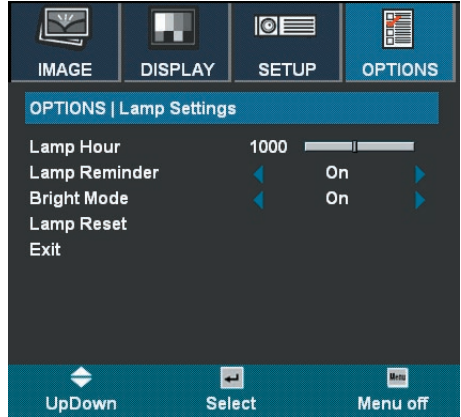 IMAGE DISPLAY SETUP OPTIONS
OPTIONS | Lamp Settings
Lamp Hour 1000
Lamp Reminder On
Bright Mode On
Lamp Reset
Exit
Menu
UpDown Select Menu off